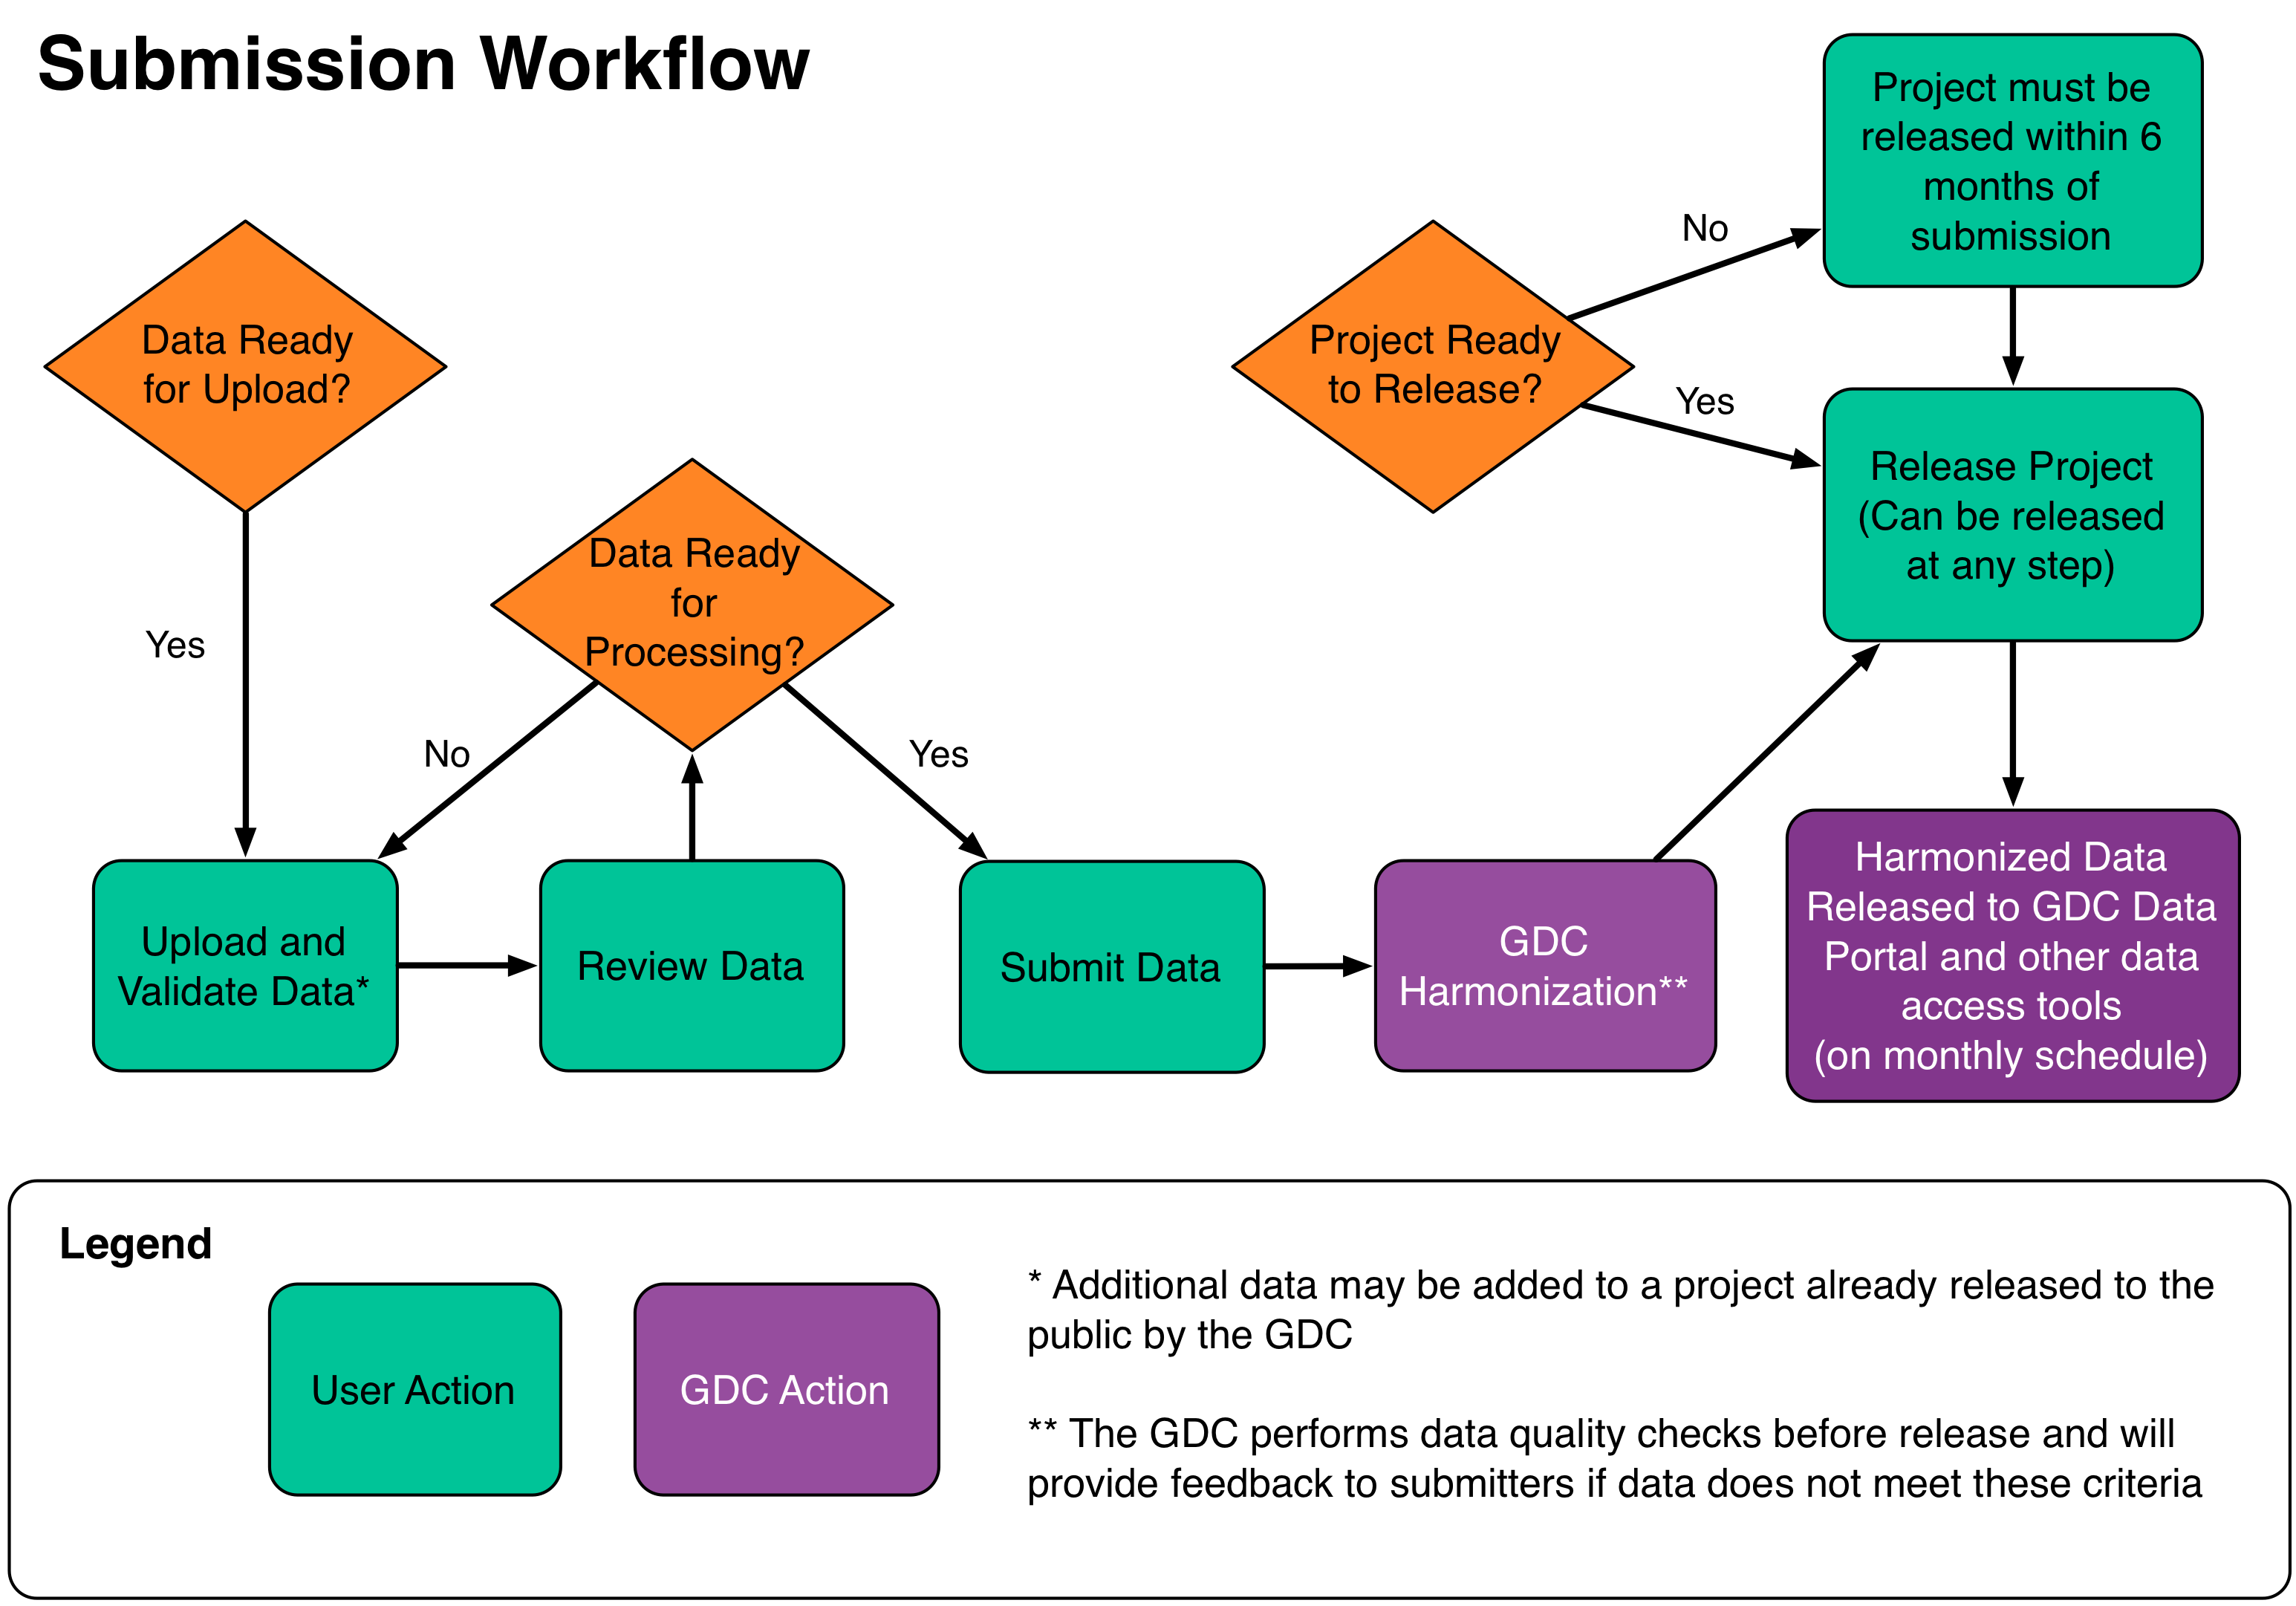 Submission Workflow
Project must be
released within 6
months of
submission
No
Data Ready
for Upload?
Project Ready
to Release?
Yes
Release Project
(Can be released
at any step)
Data Ready
for
Processing?
Yes
No
Yes
Upload and
Validate Data*
Review Data
Submit Data
GDC
Harmonization**
Harmonized Data
Released to GDC Data
Portal and other data
access tools
(on monthly schedule)
Legend
User Action
GDC Action
* Additional data may be added to a project already released to the
public by the GDC
** The GDC performs data quality checks before release and will
provide feedback to submitters if data does not meet these criteria